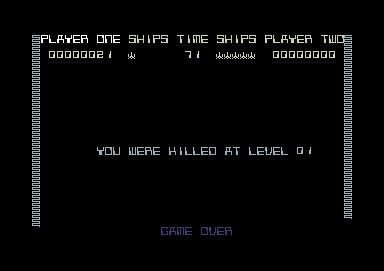 PLAYER ONE SHIPS TIME SHIPS PLAYER TWO
00000021 71 00000000
YOU WERE KILLED AT LEVEL 01
GAME OVER